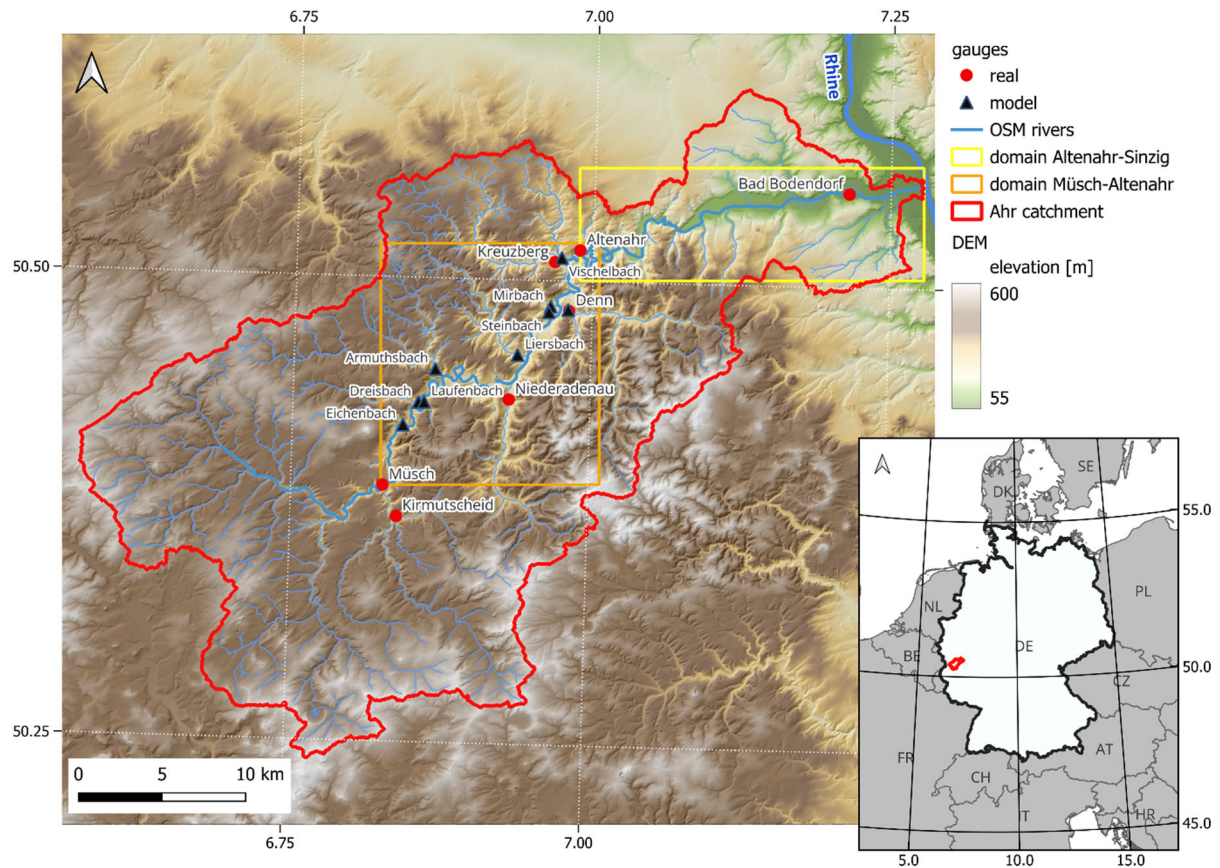 6.75
7.00
7.25
gauges
real
model
OSM rivers
domain Altenahr-Sinzig
domain Müsch-Altenahr
Ahr catchment
DEM
elevation [m]
600
55
Rhine
Bad Bodendorf
Altenahr
Kreuzberg
Vischelbach
Mirbach
Denn
Steinbach
Liersbach
Armuthsbach
Dreisbach
Laufenbach
Niederadenau
Eichenbach
Müsch
Kirmutscheid
50.50
50.25
0 5 10 km
6.75
7.00
SE
DK
55.0
NL
PL
DE
BE
50.0
CZ
FR
AT
CH
IT
HR
45.0
5.0
10.0
15.0